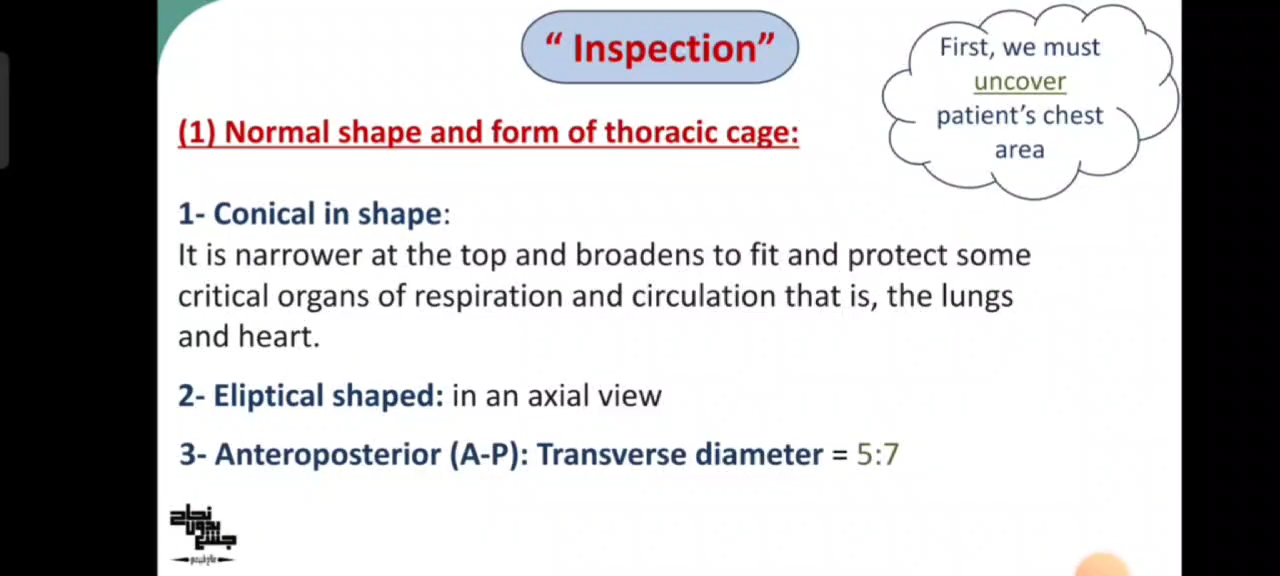 “ Inspection”
First, we must
uncover
patient’s chest
area
(1) Normal shape and form of thoracic cage:
1- Conical in shape:
It is narrower at the top and broadens to fit and protect some
critical organs of respiration and circulation that is, the lungs
and heart.
2- Eliptical shaped: in an axial view
3- Anteroposterior (A-P): Transverse diameter = 5:7
نجاح
بدون